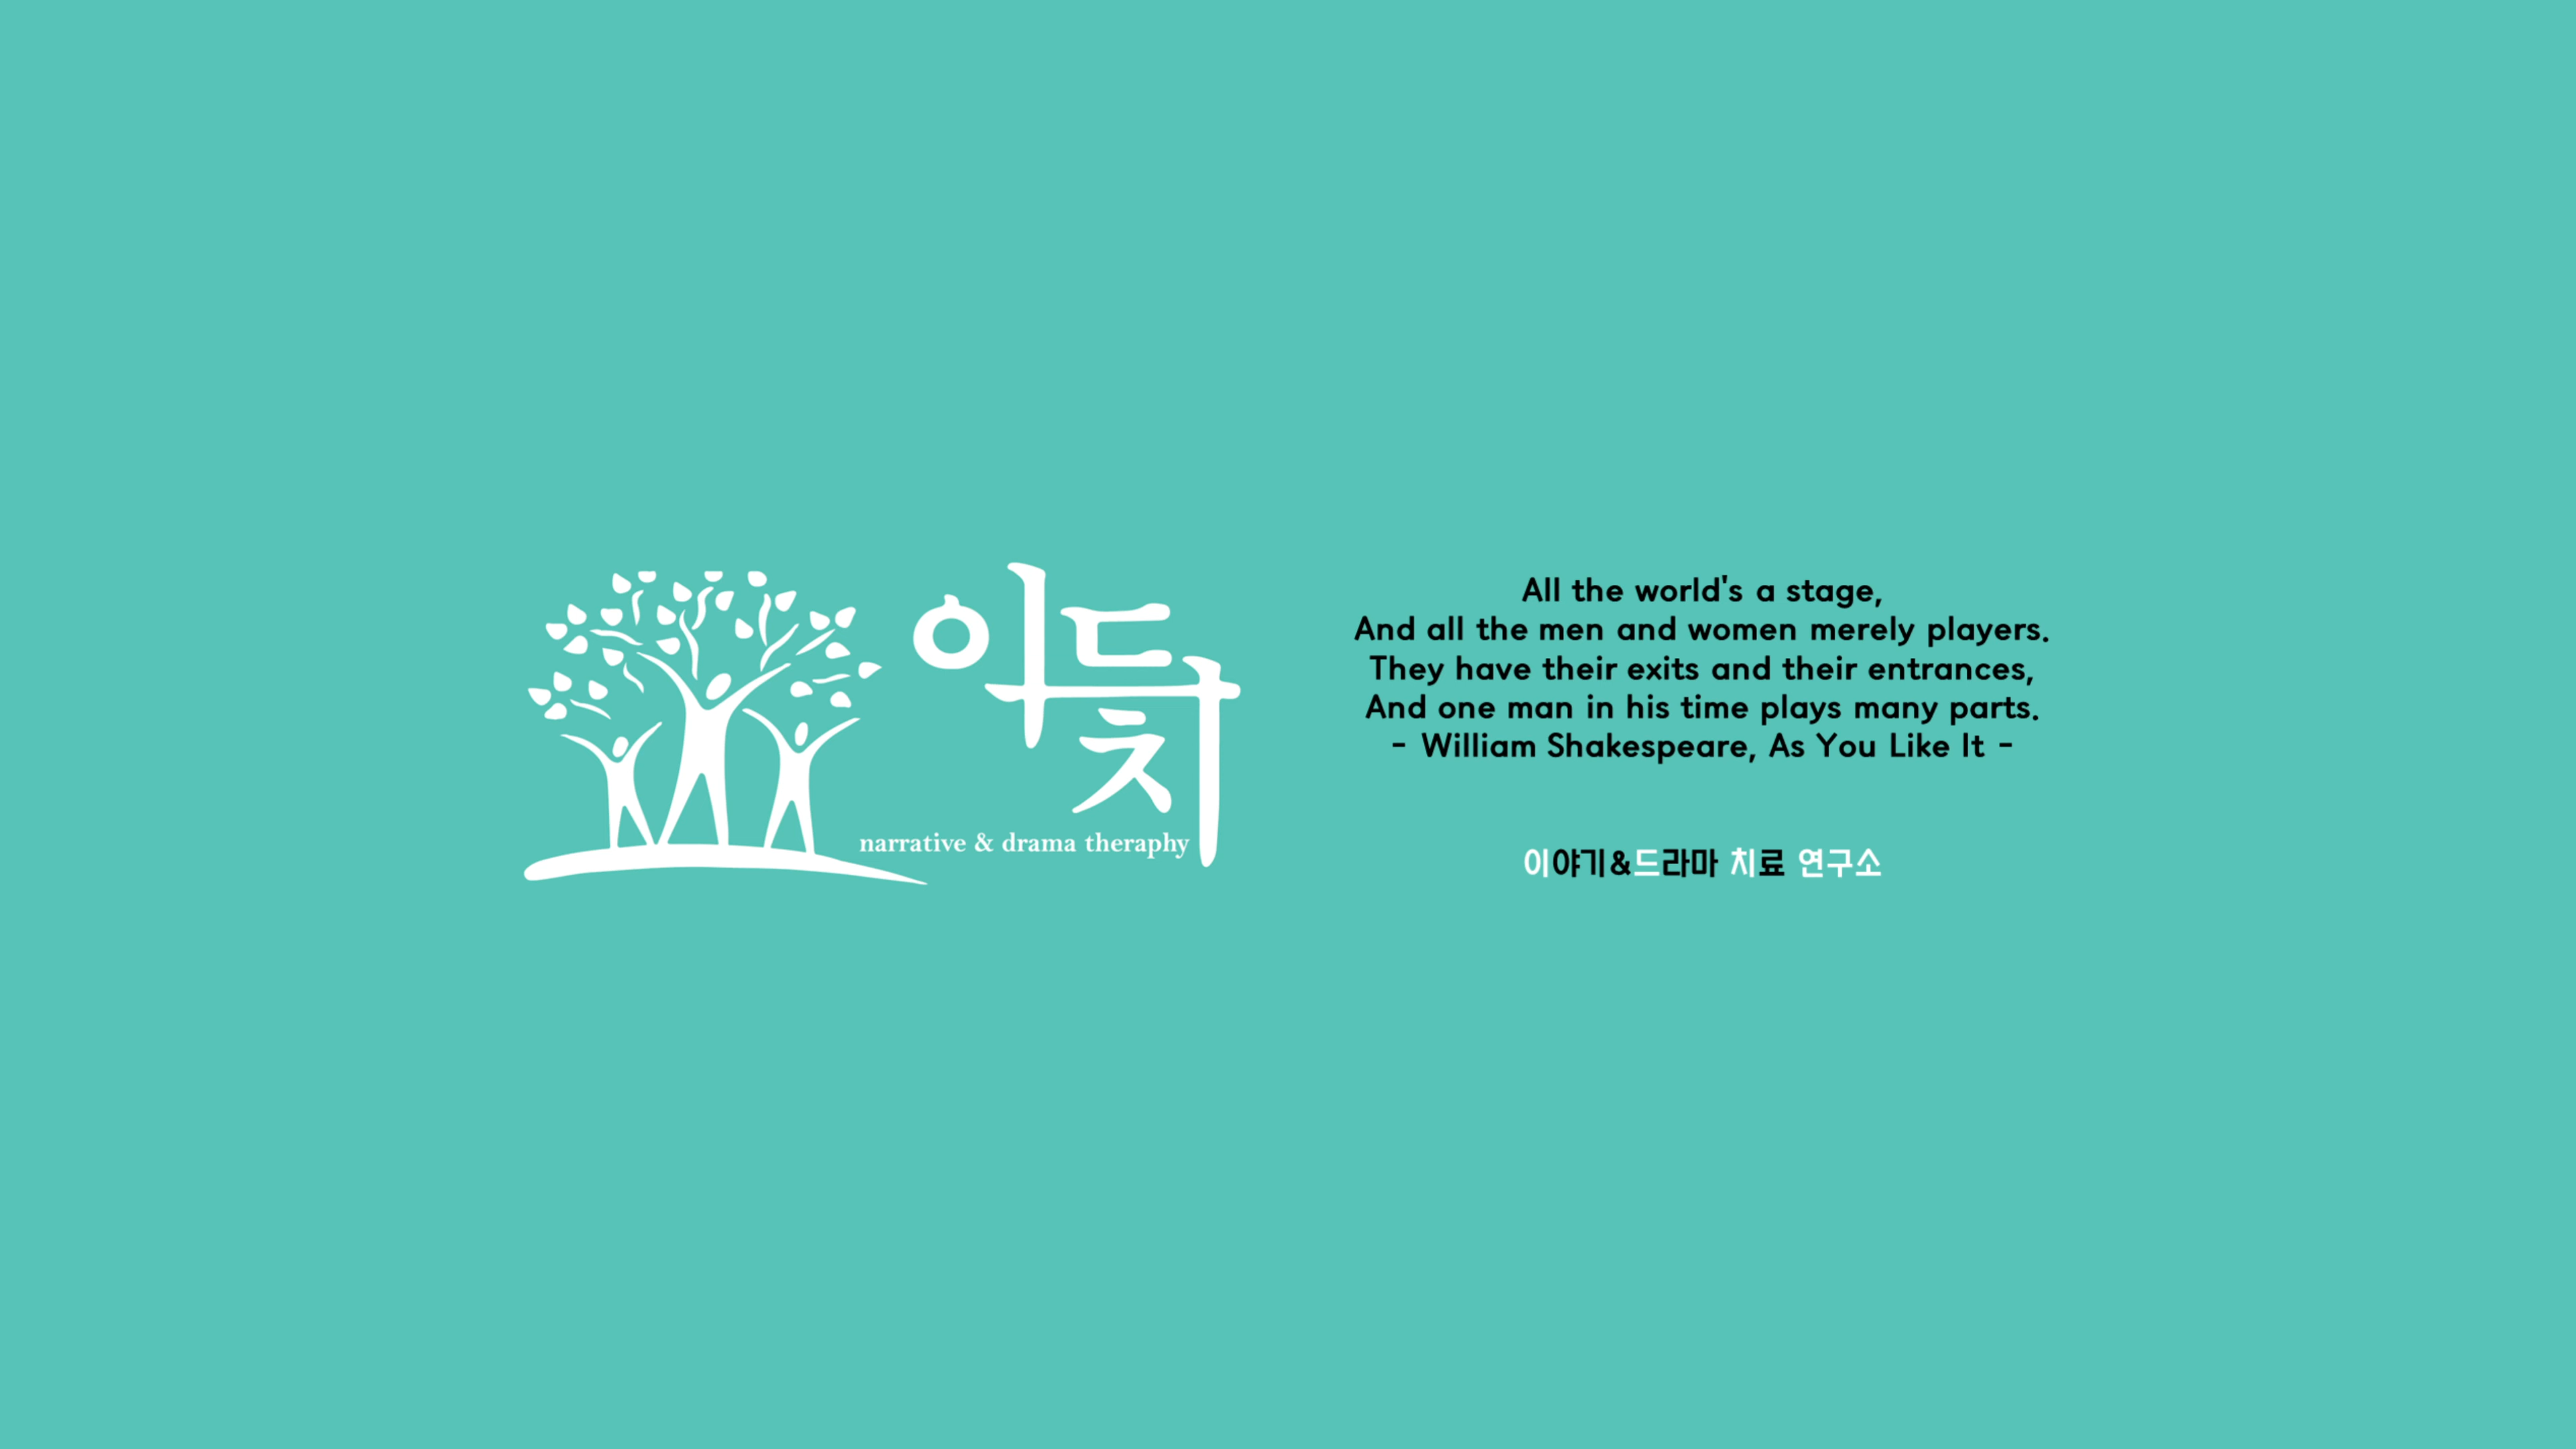 이드치
narrative & drama theraphy
All the world's a stage,
And all the men and women merely players.
They have their exits and their entrances,
And one man in his time plays many parts.
- William Shakespeare, As You Like It -
이야기&드라마 치료 연구소